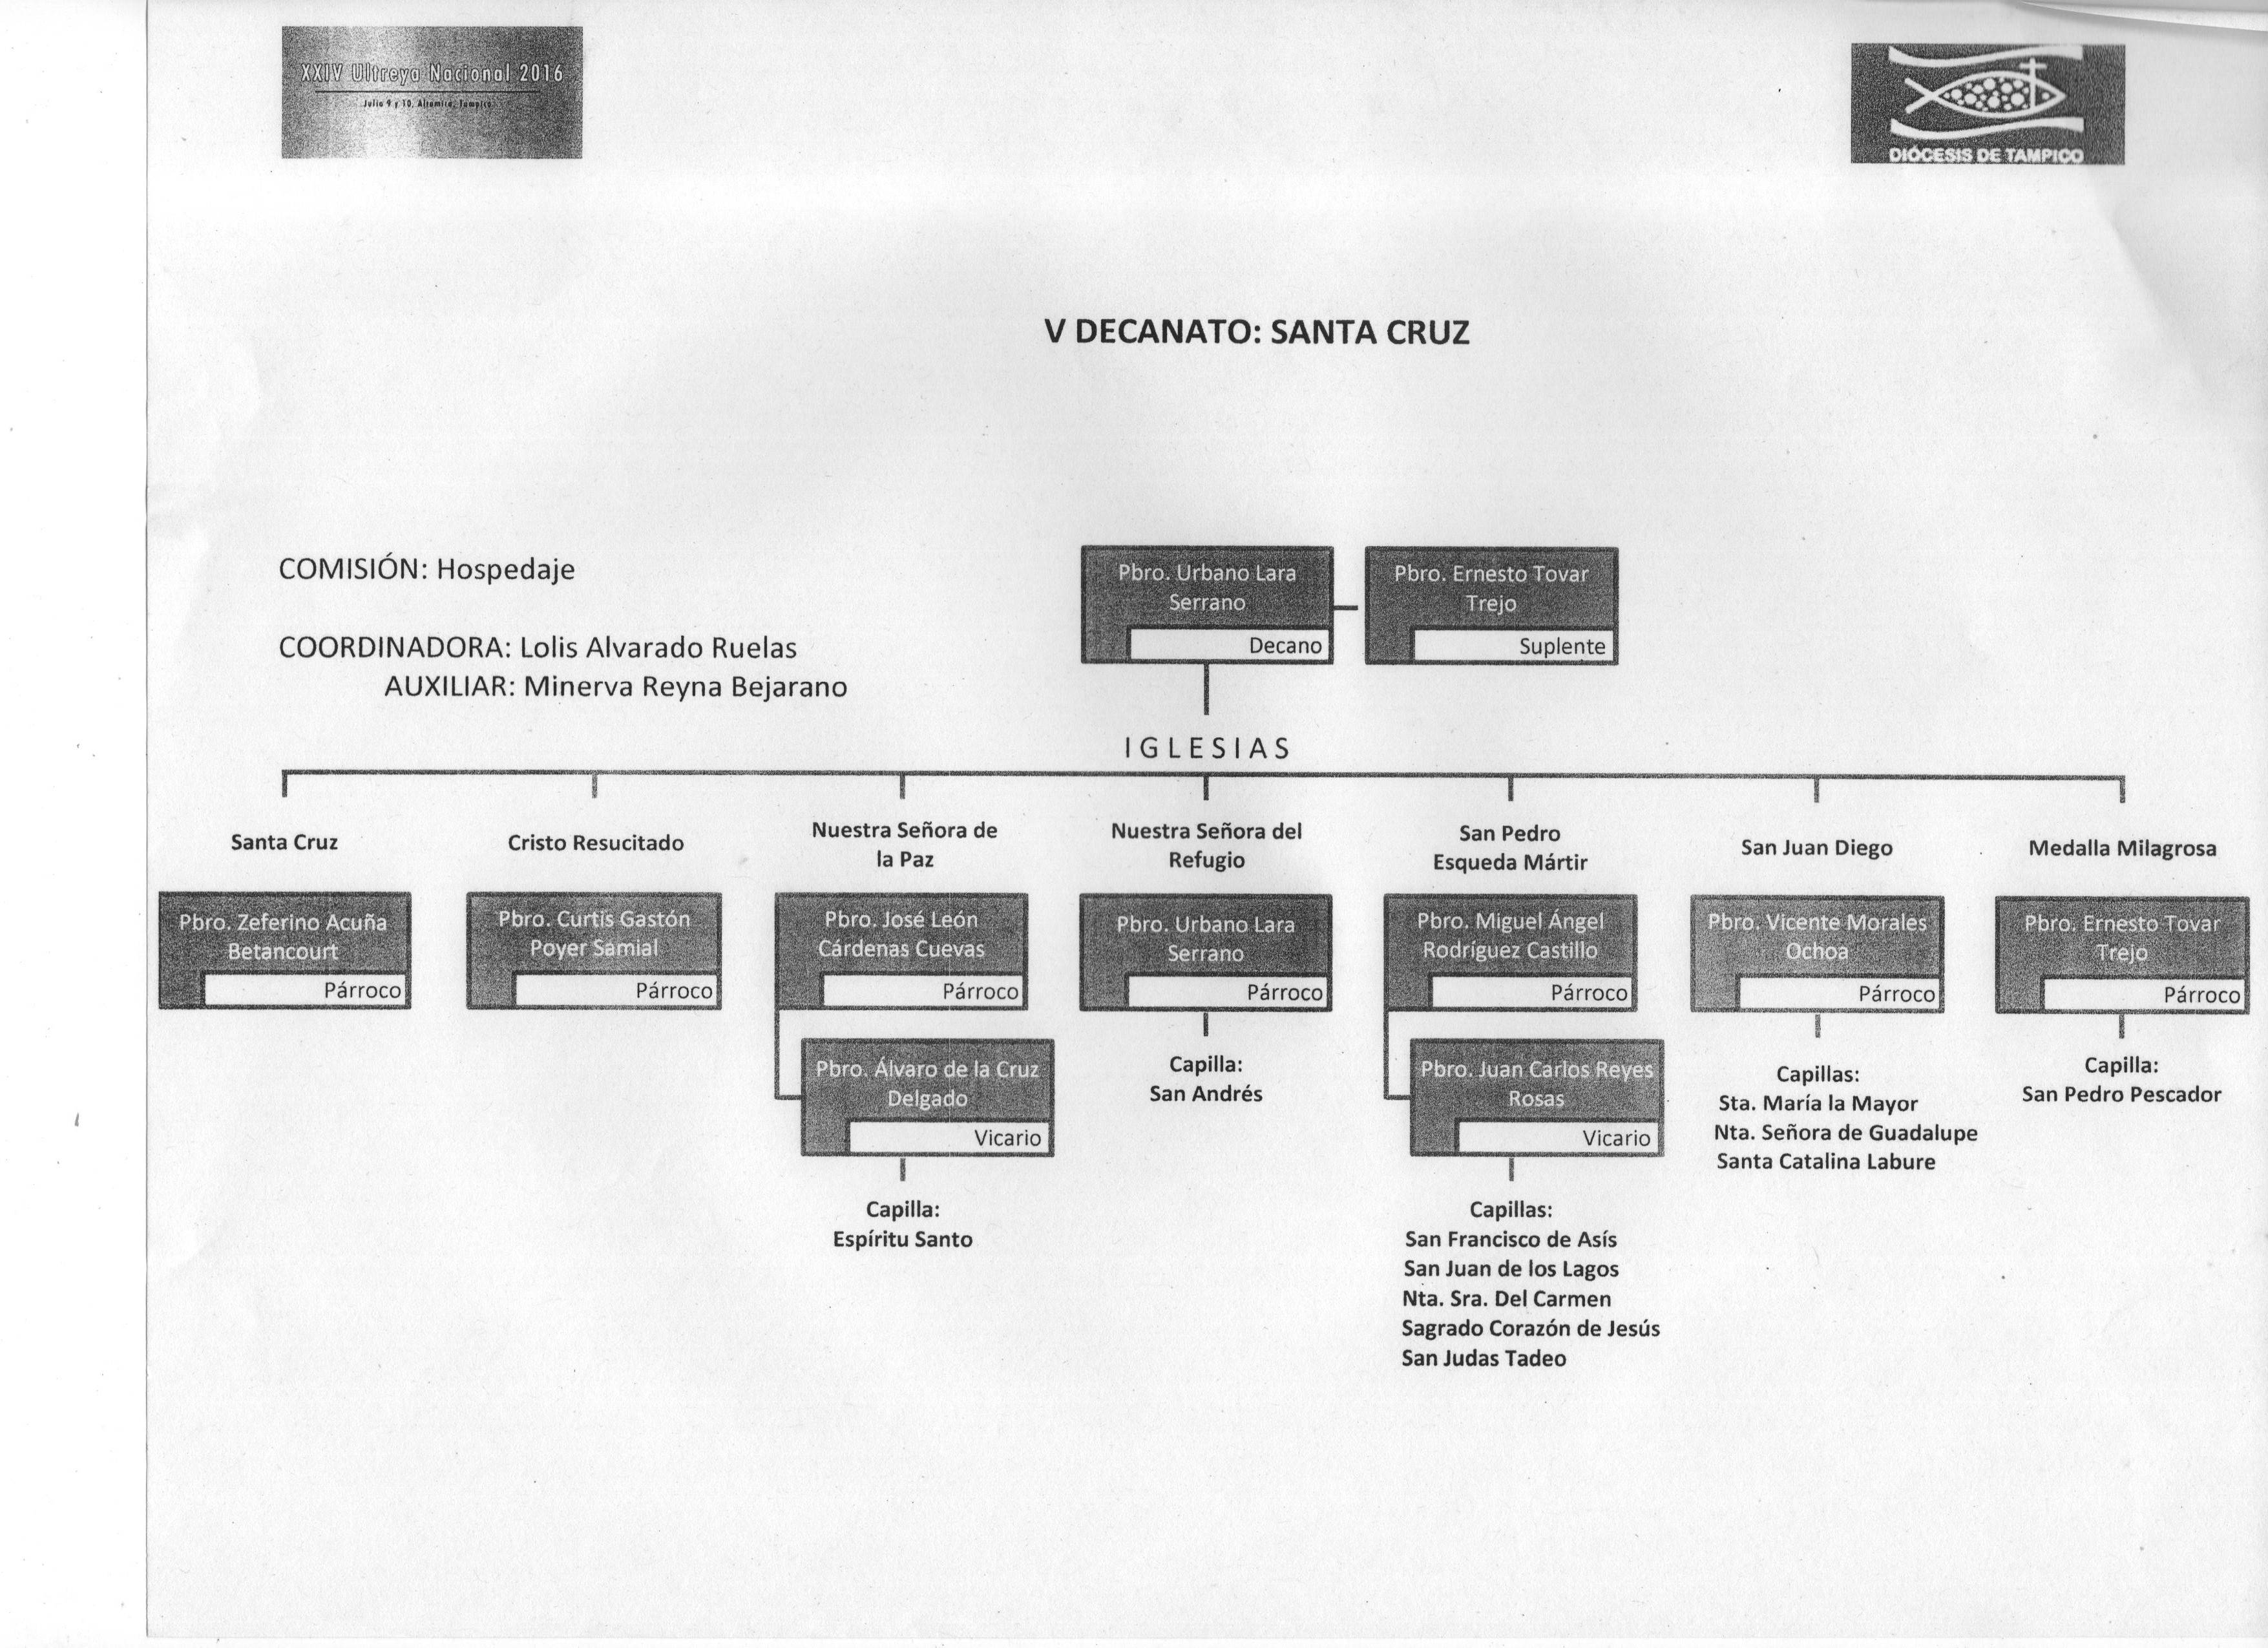 XXIV Ultreya Nacional 2016
Julio 9 y 10, Altamira, Tampico
DIÓCESIS DE TAMPICO
V DECANATO: SANTA CRUZ
COMISIÓN: Hospedaje
COORDINADORA: Lolis Alvarado Ruelas
AUXILIAR: Minerva Reyna Bejarano
Pbro. Urbano Lara
Serrano
Decano
Pbro. Ernesto Tovar
Trejo
Suplente
IGLESIAS
Santa Cruz
Pbro. Zeferino Acuña
Betancourt
Párroco
Cristo Resucitado
Pbro. Curtis Gastón
Poyer Samial
Párroco
Nuestra Señora de
la Paz
Pbro. José León
Cárdenas Cuevas
Párroco
Pbro. Álvaro de la Cruz
Delgado
Vicario
Capilla:
Espíritu Santo
Nuestra Señora del
Refugio
Pbro. Urbano Lara
Serrano
Párroco
Capilla:
San Andrés
San Pedro
Esqueda Mártir
Pbro. Miguel Ángel
Rodríguez Castillo
Párroco
Pbro. Juan Carlos Reyes
Rosas
Vicario
Capillas:
San Francisco de Asís
San Juan de los Lagos
Nta. Sra. Del Carmen
Sagrado Corazón de Jesús
San Judas Tadeo
San Juan Diego
Pbro. Vicente Morales
Ochoa
Párroco
Capillas:
Sta. María la Mayor
Nta. Señora de Guadalupe
Santa Catalina Labure
Medalla Milagrosa
Pbro. Ernesto Tovar
Trejo
Párroco
Capilla:
San Pedro Pescador